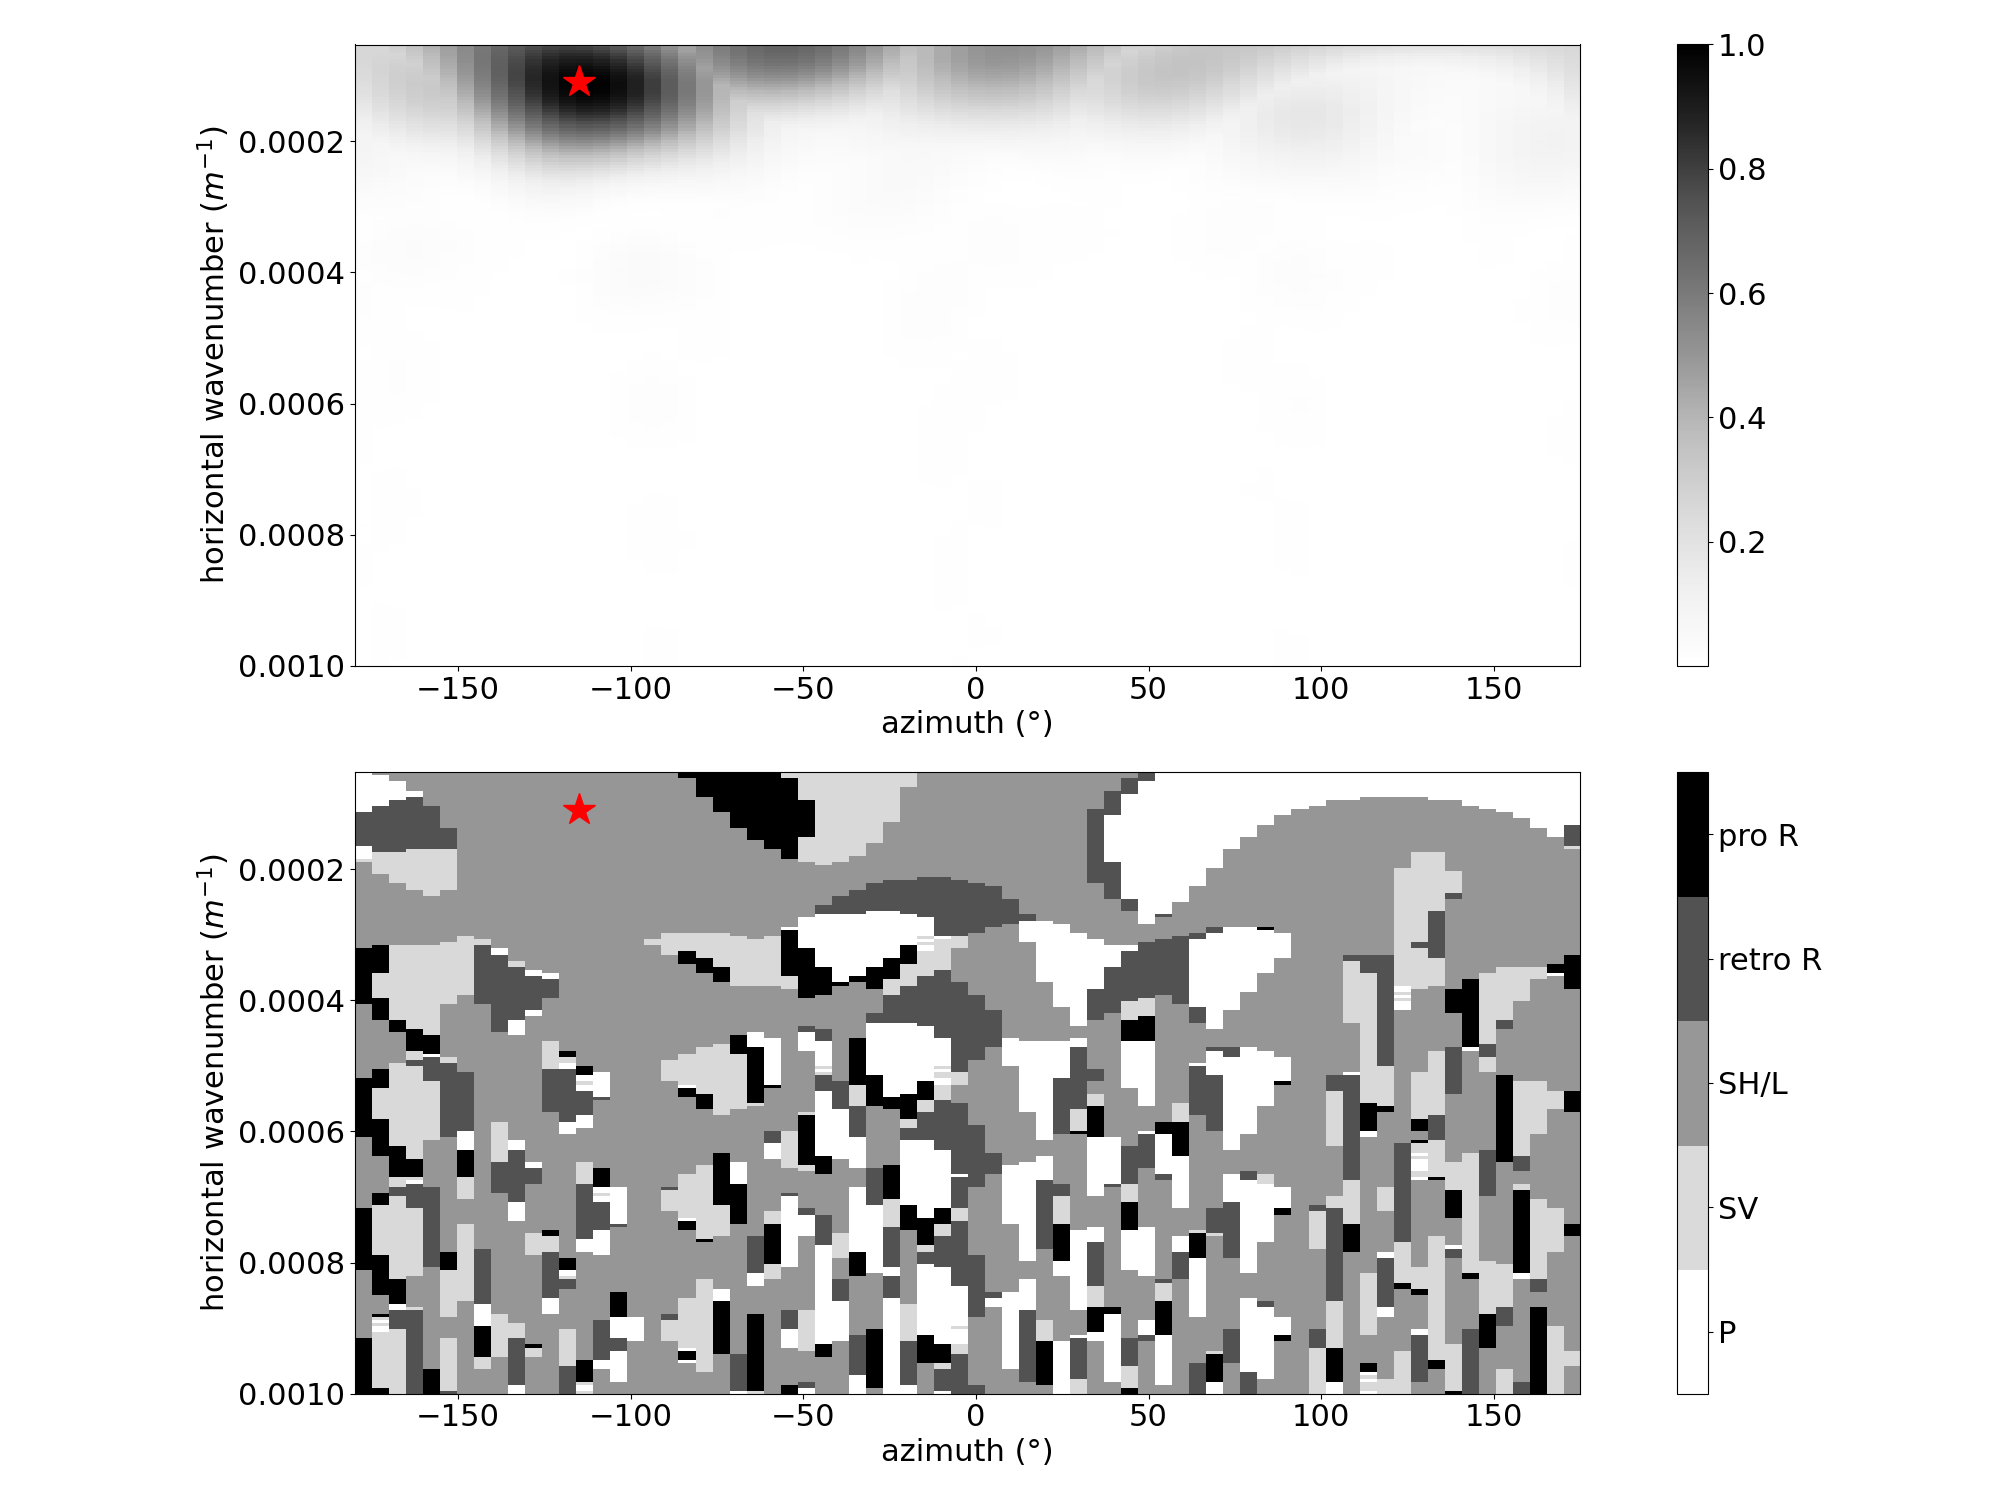 horizontal wavenumber (m⁻¹)
0.0002
0.0004
0.0006
0.0008
0.0010
−150 −100 −50 0 50 100 150
azimuth (°)
1.0
0.8
0.6
0.4
0.2
horizontal wavenumber (m⁻¹)
0.0002
0.0004
0.0006
0.0008
0.0010
−150 −100 −50 0 50 100 150
azimuth (°)
pro R
retro R
SH/L
SV
P